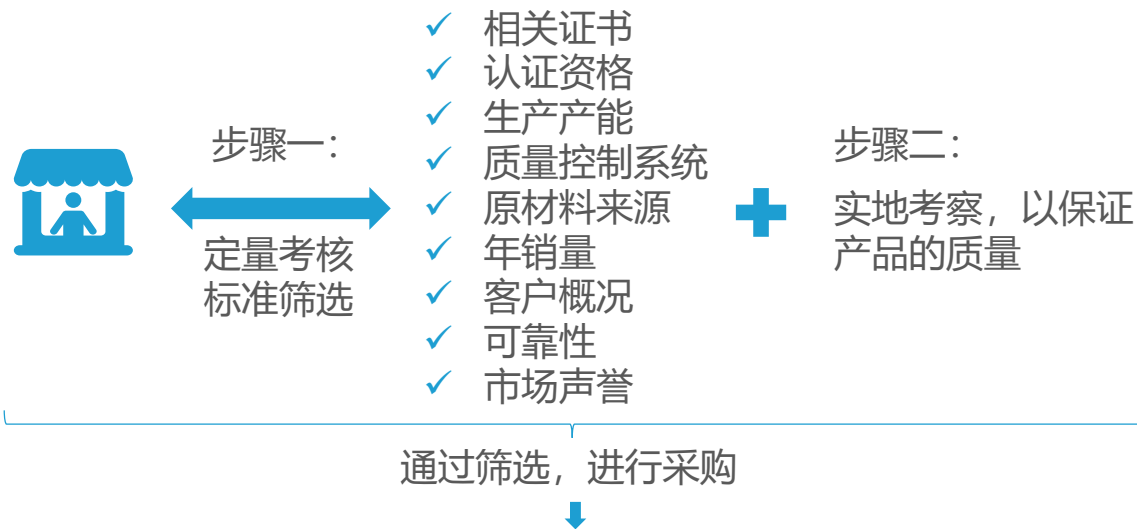 步骤一：
定量考核
标准筛选
相关证书
认证资格
生产产能
质量控制系统
原材料来源
年销量
客户概况
可靠性
市场声誉
步骤二：
实地考察，以保证
产品的质量
通过筛选，进行采购